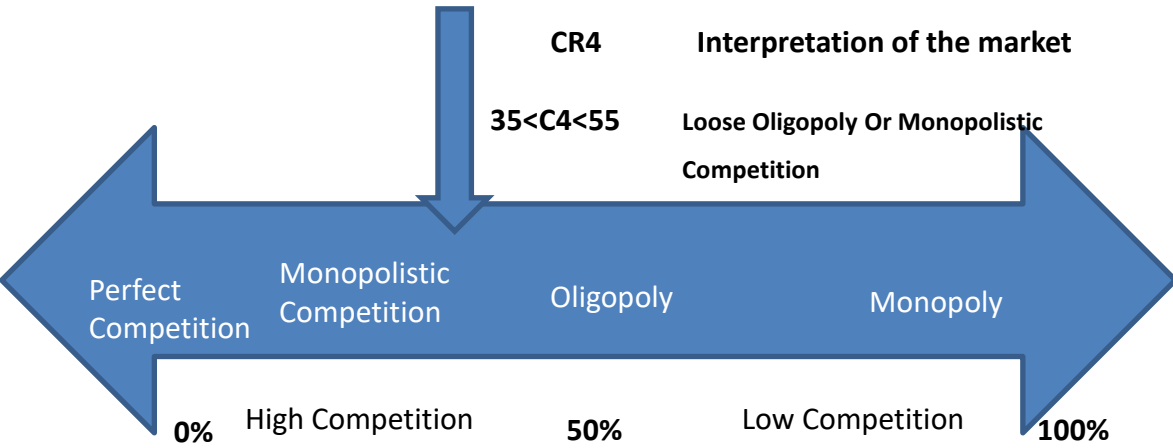 CR4 Interpretation of the market
35<C4<55 Loose Oligopoly Or Monopolistic
Competition
Perfect
Competition
Monopolistic
Competition
Oligopoly
Monopoly
0% High Competition 50% Low Competition 100%